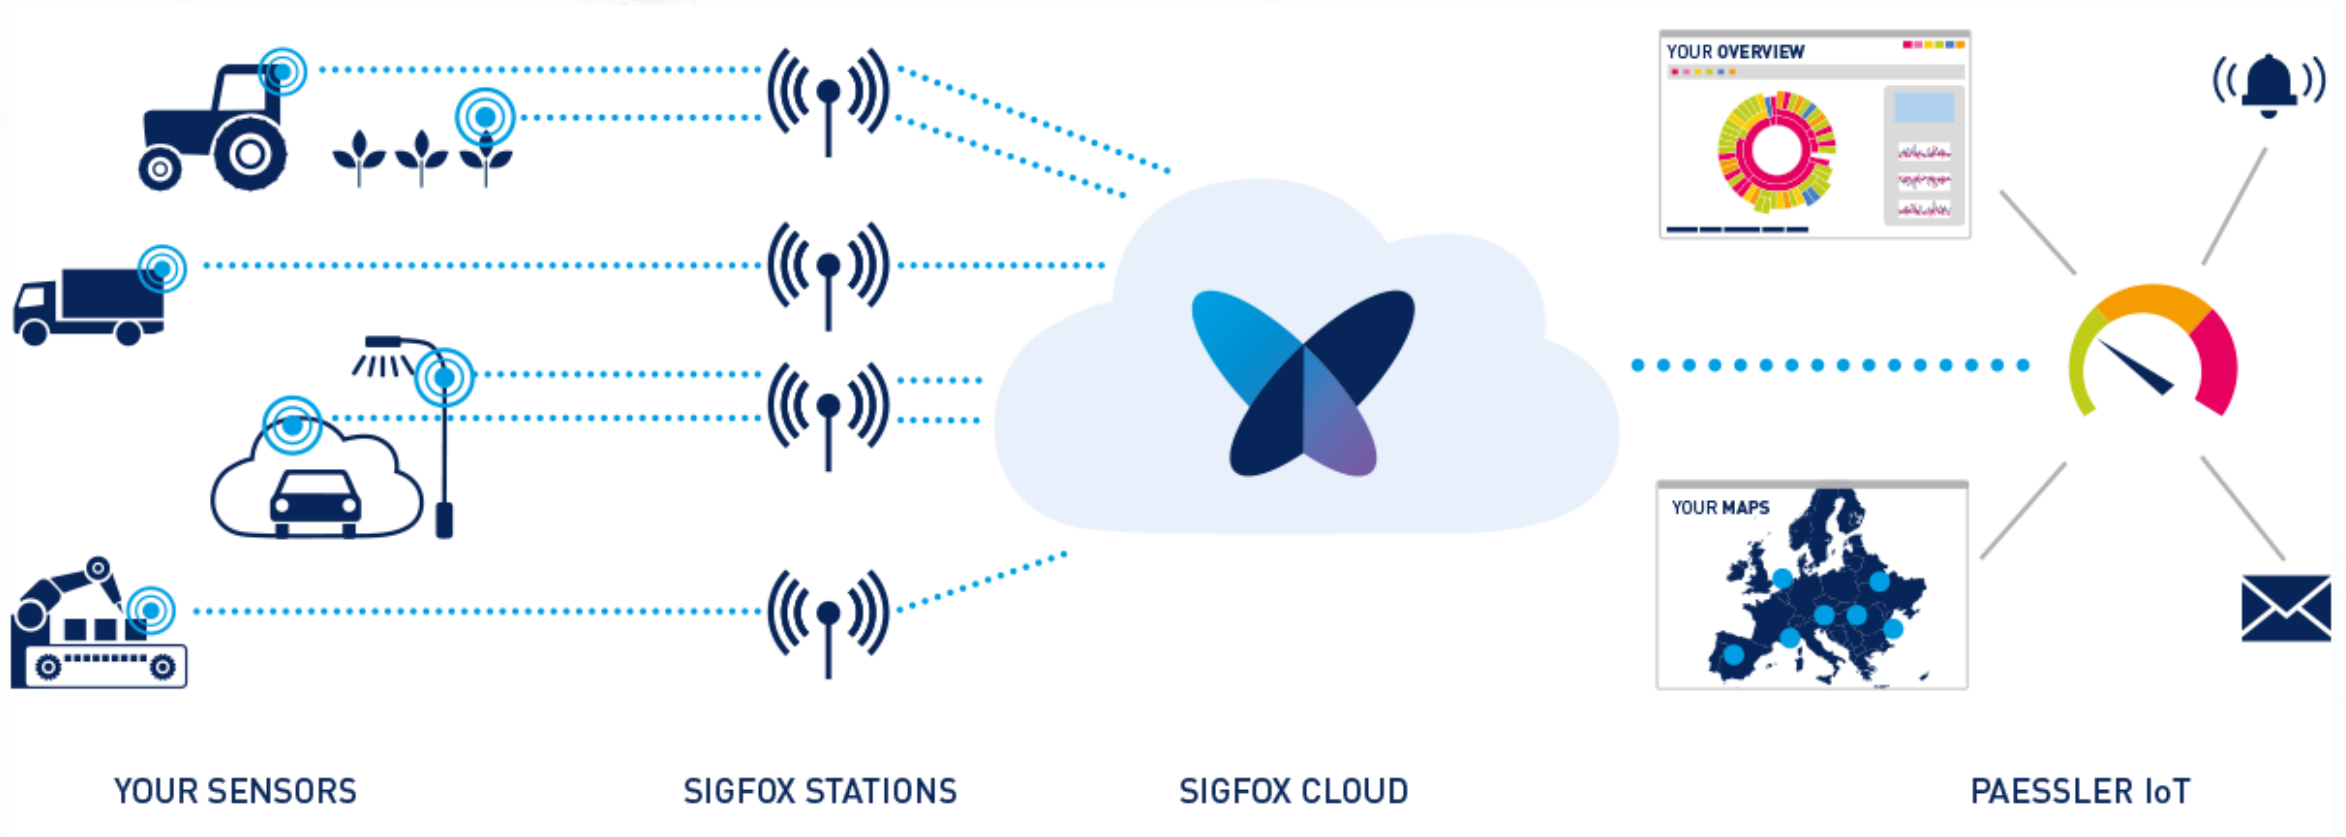 YOUR OVERVIEW
YOUR MAPS
YOUR SENSORS
SIGFOX STATIONS
SIGFOX CLOUD
PAESSLER IoT